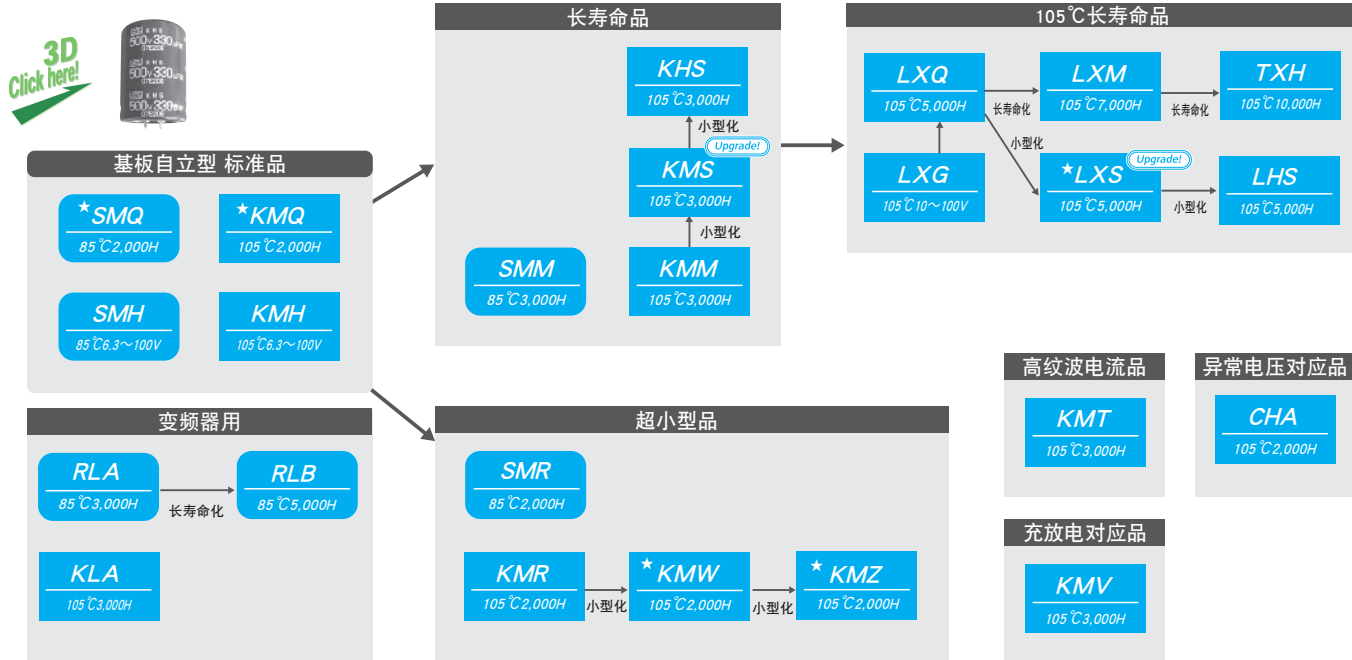 3D
Click here!
KHS
500v330µF
07E208
KHS
500v330
KHS
500v330
基板自立型 标准品
★SMQ
85℃2,000H
★KMQ
105℃2,000H
SMH
85℃6.3～100V
KMH
105℃6.3～100V
长寿命品
KHS
105℃3,000H
小型化
Upgrade!
KMS
105℃3,000H
小型化
SMM
85℃3,000H
KMM
105℃3,000H
105℃长寿命品
LXQ
105℃5,000H
长寿命化
LXM
105℃7,000H
长寿命化
TXH
105℃10,000H
小型化
LXG
105℃10～100V
Upgrade!
★LXS
105℃5,000H
小型化
LHS
105℃5,000H
变频器用
RLA
85℃3,000H
长寿命化
RLB
85℃5,000H
KLA
105℃3,000H
超小型品
SMR
85℃2,000H
KMR
105℃2,000H
小型化
★KMW
105℃2,000H
小型化
★KMZ
105℃2,000H
高纹波电流品
KMT
105℃3,000H
异常电压对应品
CHA
105℃2,000H
充放电对应品
KMV
105℃3,000H